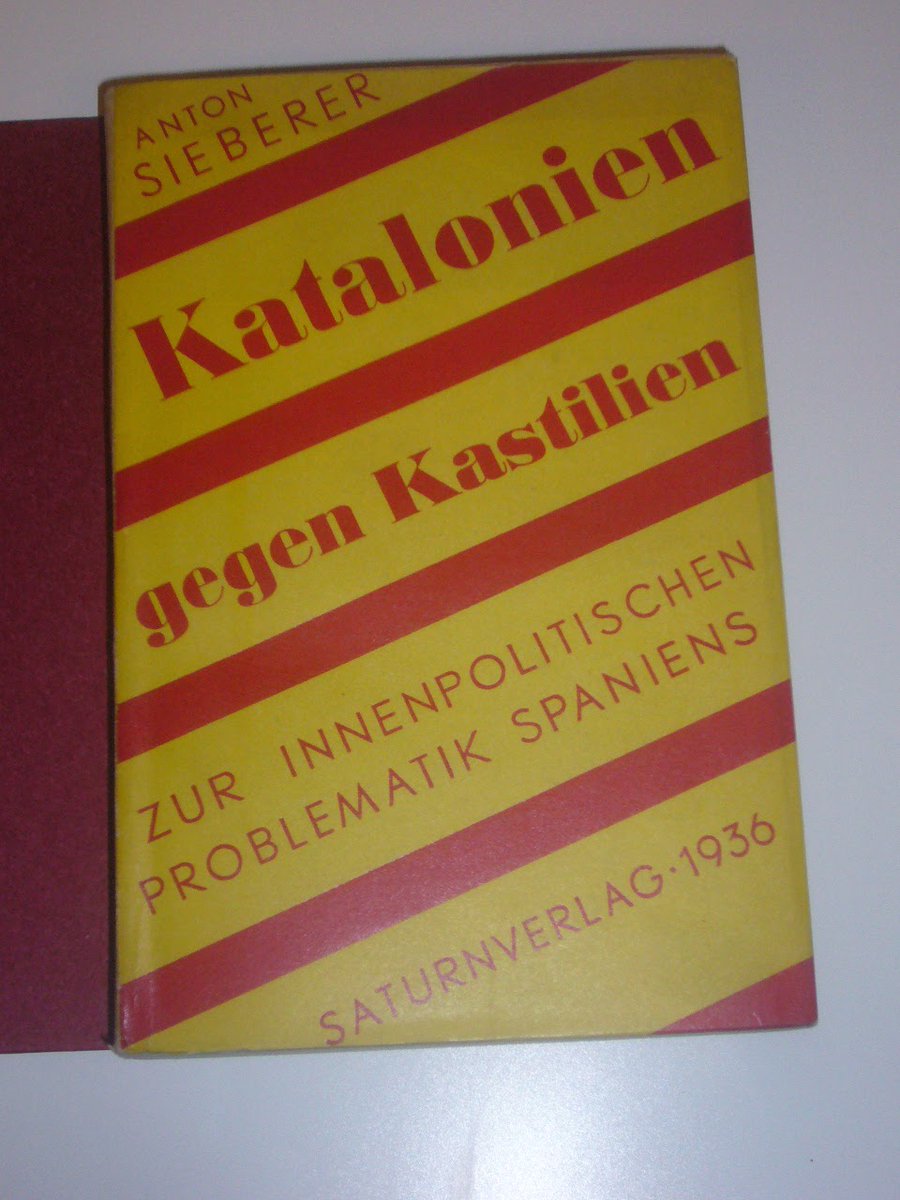 ANTON
SIEBERER
Katalonien
gegen Kastilien
ZUR INNENPOLITISCHEN
PROBLEMATIK SPANIENS
SATURNVERLAG · 1936